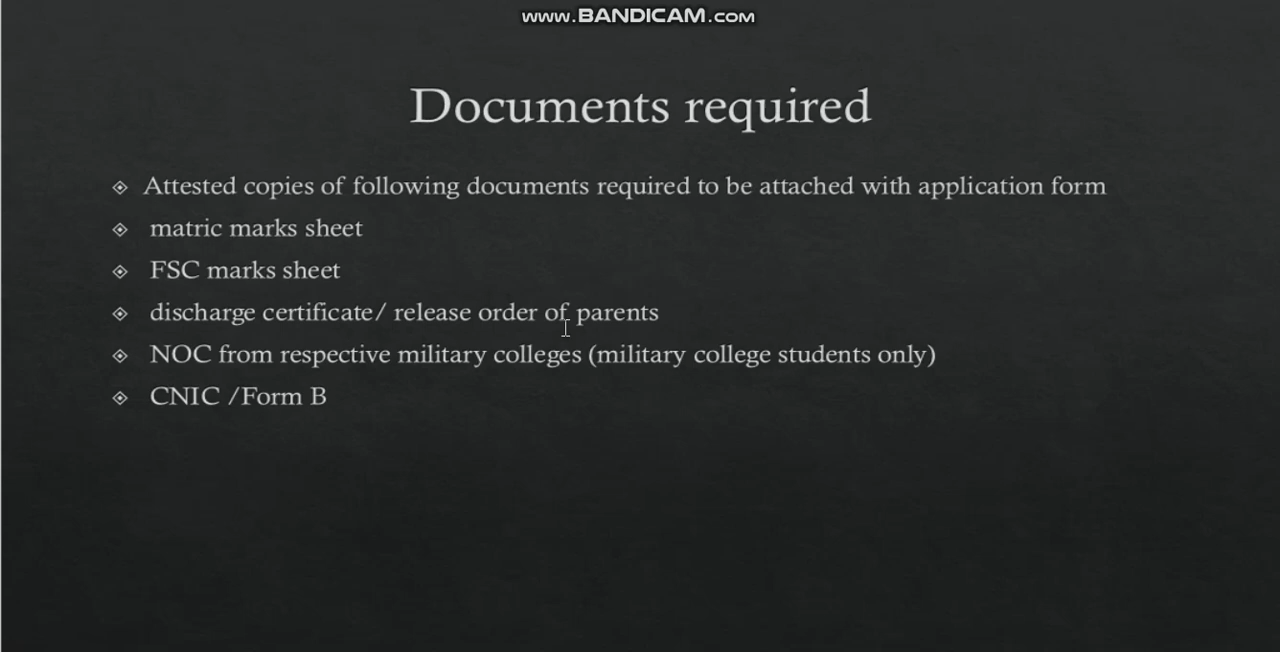 www.BANDICAM.com
Documents required
Attested copies of following documents required to be attached with application form
matric marks sheet
FSC marks sheet
discharge certificate/ release order of parents
NOC from respective military colleges (military college students only)
CNIC /Form B